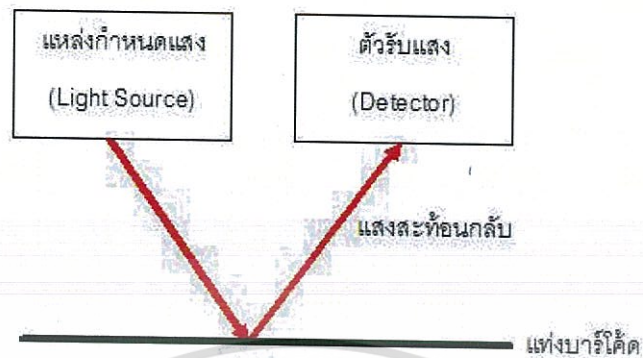 แหล่งกำหนดแสง
(Light Source)
ตัวรับแสง
(Detector)
แสงสะท้อนกลับ
แท่งบาร์โค้ด